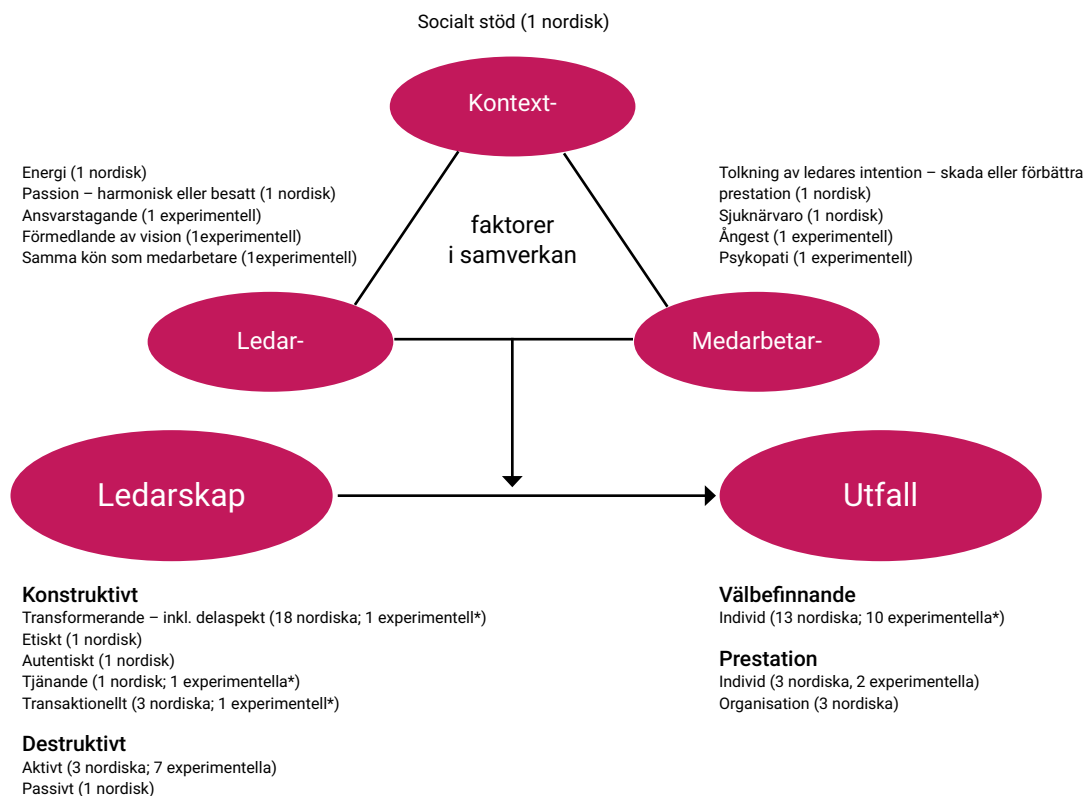 Socialt stöd (1 nordisk)
Kontext-
Energi (1 nordisk)
Passion – harmonisk eller besatt (1 nordisk)
Ansvarstagande (1 experimentell)
Förmedlande av vision (1experimentell)
Samma kön som medarbetare (1experimentell)
faktorer
i samverkan
Tolkning av ledares intention – skada eller förbättra
prestation (1 nordisk)
Sjuknärvaro (1 nordisk)
Ångest (1 experimentell)
Psykopati (1 experimentell)
Ledar-
Medarbetar-
Ledarskap
Utfall
Konstruktivt
Transformerande – inkl. delaspekt (18 nordiska; 1 experimentell*)
Etiskt (1 nordisk)
Autentiskt (1 nordisk)
Tjänande (1 nordisk; 1 experimentella*)
Transaktionellt (3 nordiska; 1 experimentell*)
Destruktivt
Aktivt (3 nordiska; 7 experimentella)
Passivt (1 nordisk)
Välbefinnande
Individ (13 nordiska; 10 experimentella*)
Prestation
Individ (3 nordiska, 2 experimentella)
Organisation (3 nordiska)